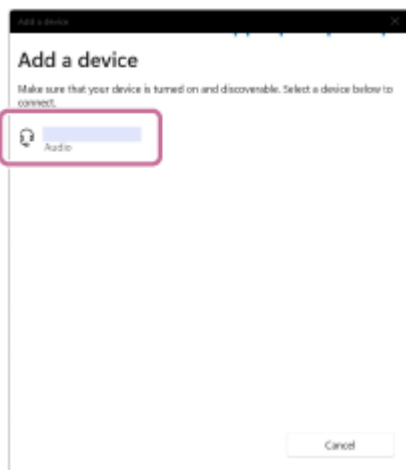 Add a device
Add a device
Make sure that your device is turned on and discoverable. Select a device below to
connect.
Audio
Cancel